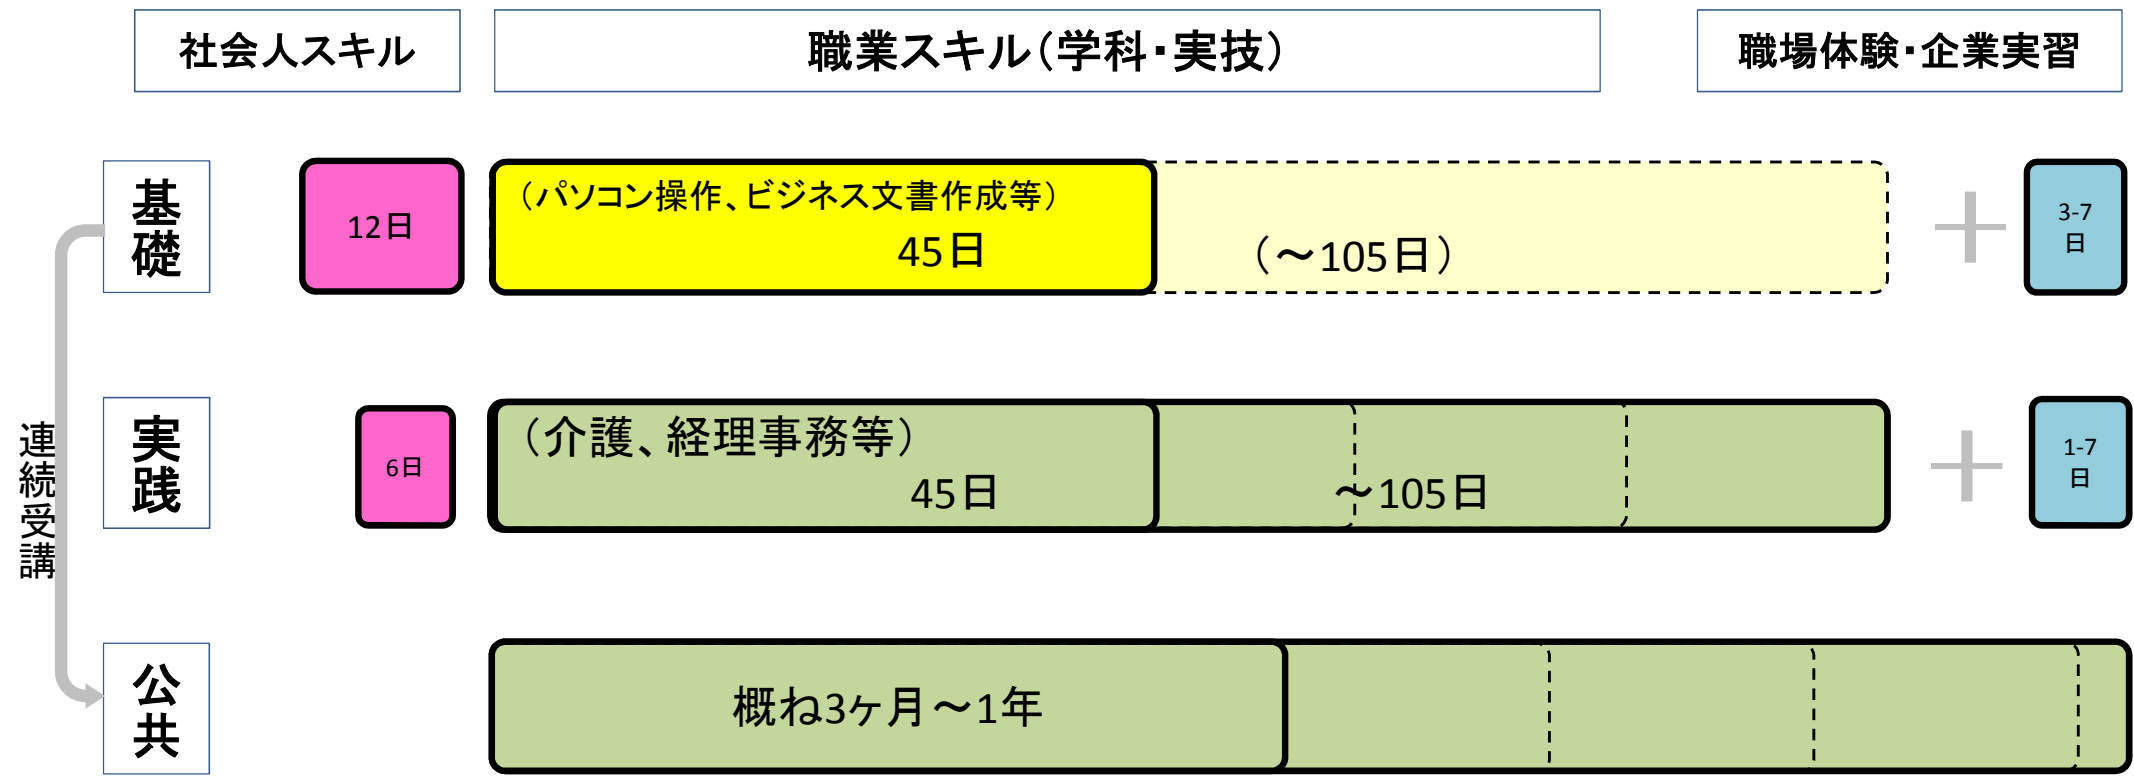 社会人スキル
職業スキル（学科・実技）
職場体験・企業実習
基礎
12日
（パソコン操作、ビジネス文書作成等）
45日
（～105日）
3-7
日
連続受講
実践
6日
（介護、経理事務等）
45日
～105日
1-7
日
公共
概ね3ヶ月～1年